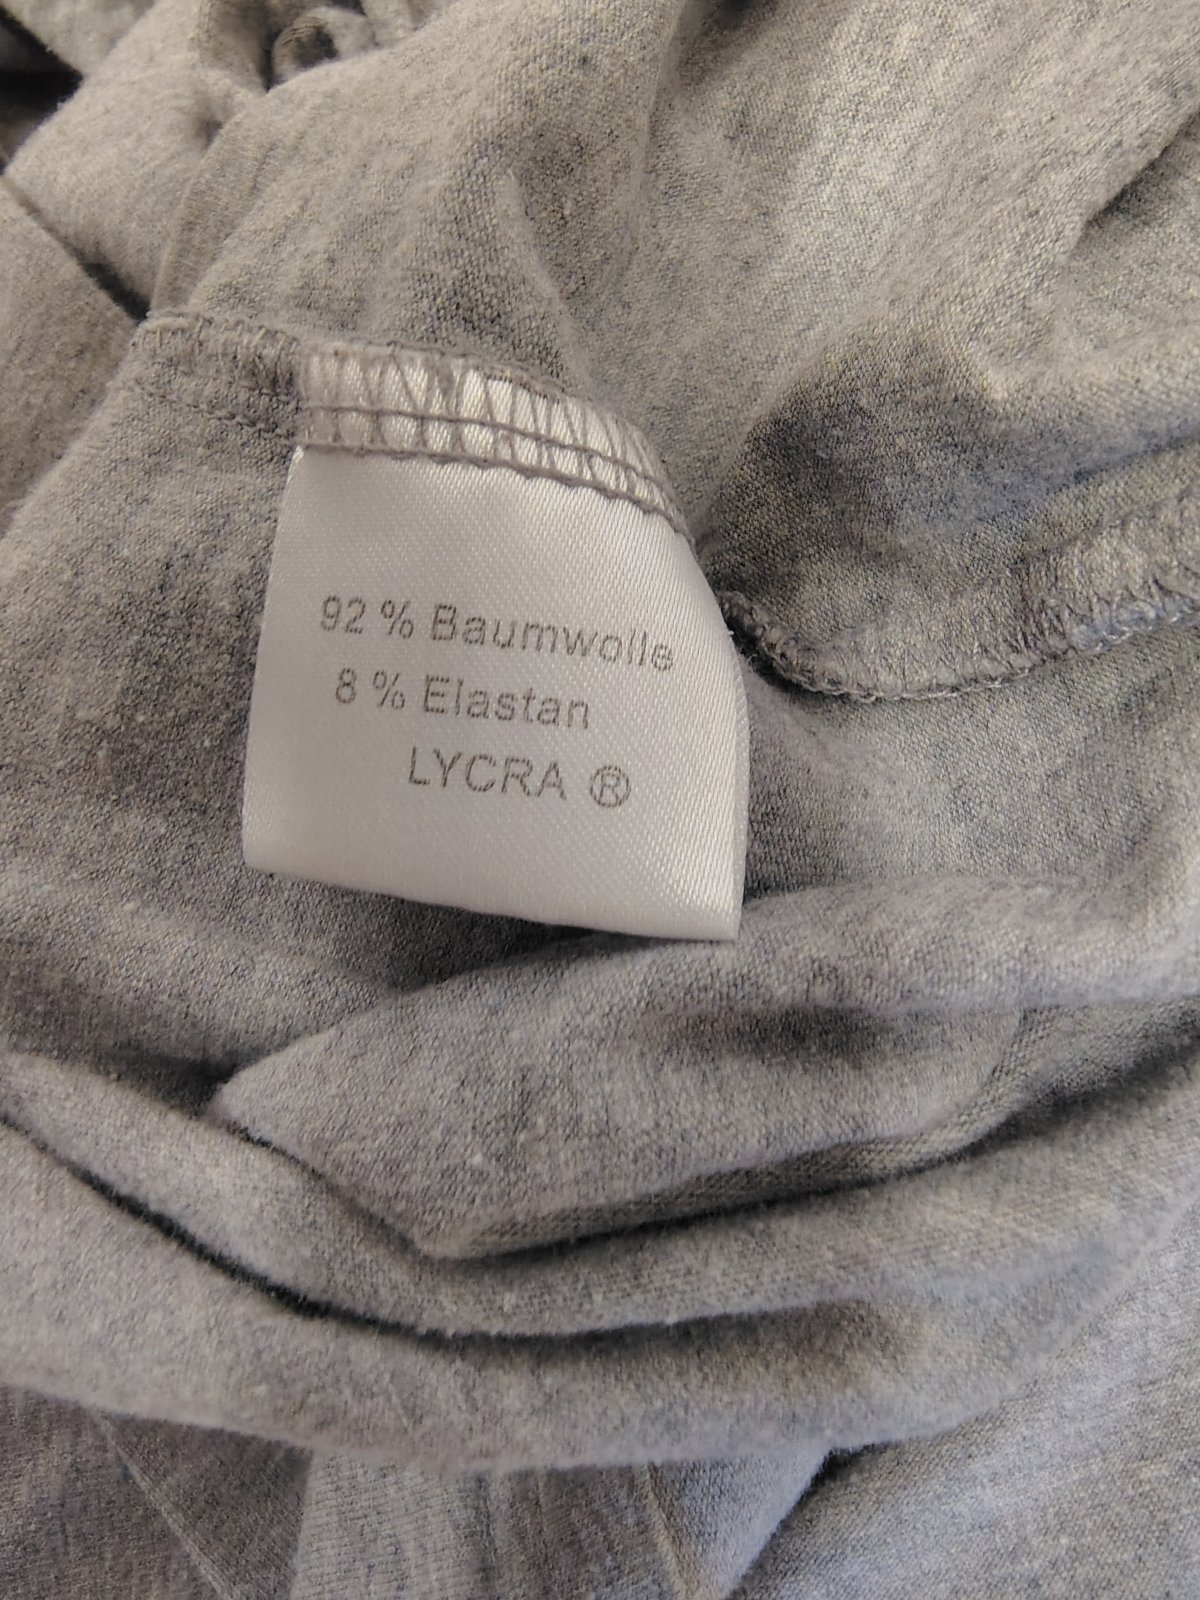 92 % Baumwolle
8 % Elastan
LYCRA ®